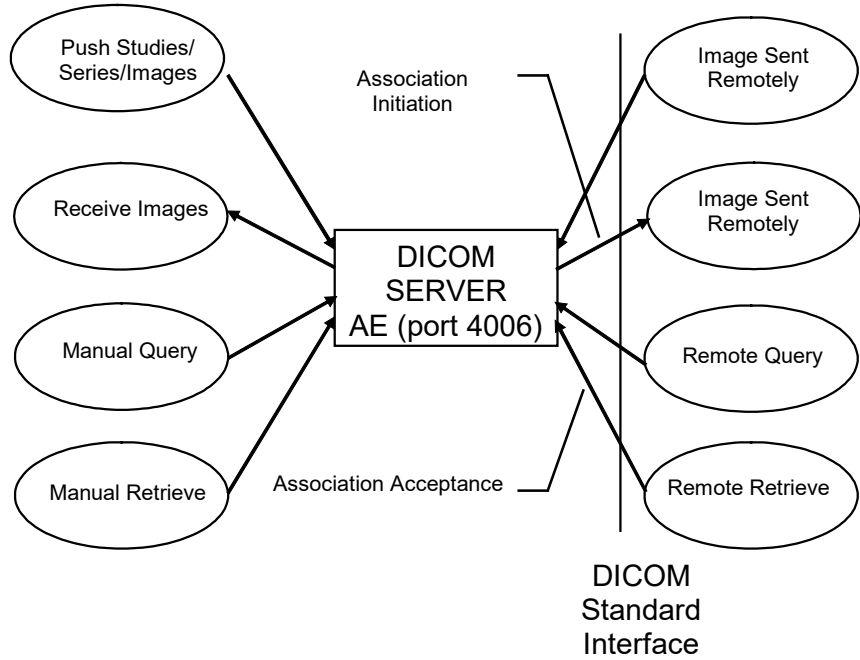 Push Studies/
Series/Images
Receive Images
Manual Query
Manual Retrieve
Association
Initiation
DICOM
SERVER
AE (port 4006)
Association Acceptance
Image Sent
Remotely
Image Sent
Remotely
Remote Query
Remote Retrieve
DICOM
Standard
Interface